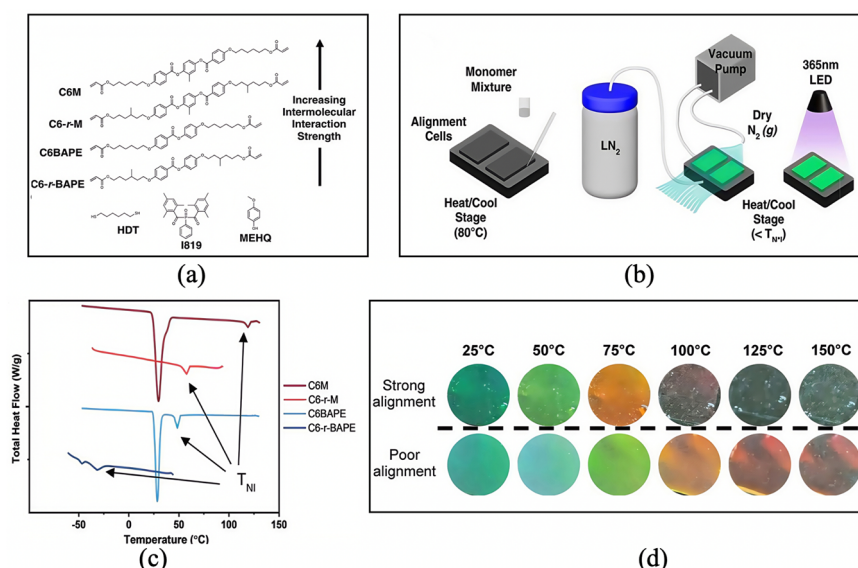 C6M
C6-r-M
C6BAPE
C6-r-BAPE
HDT
I819
MEHQ
Increasing
Intermolecular
Interaction
Strength
(a)
Monomer
Mixture
Alignment
Cells
Heat/Cool
Stage
(80°C)
LN2
Vacuum
Pump
Dry
N2 (g)
Heat/Cool
Stage
(< TN*I)
365nm
LED
(b)
Total Heat Flow (W/g)
C6M
C6-r-M
C6BAPE
C6-r-BAPE
TNI
-50 0 50 100 150
Temperature (°C)
(c)
25°C 50°C 75°C 100°C 125°C 150°C
Strong
alignment
Poor
alignment
(d)